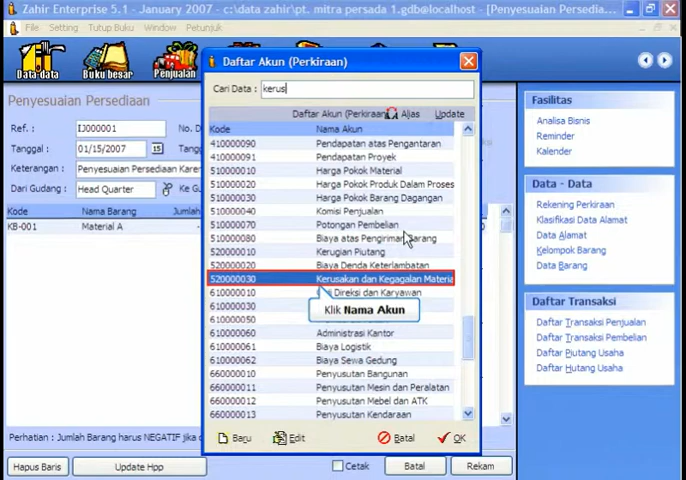 Zahir Enterprise 5.1 - January 2007 - c:\data zahir\pt. mitra persada 1.gdb@localhost - [Penyesuaian Persedia...
File Setting Tutup Buku Window Petunjuk
Data-data Buku besar Penjualan
Penyesuaian Persediaan
Ref. : IJ000001 No. D
Tanggal : 01/15/2007 15
Keterangan : Penyesuaian Persediaan Karen
Dari Gudang : Head Quarter Ke Gu
Kode Nama Barang Jumlah
KB-001 Material A
Perhatian : Jumlah Barang harus NEGATIF jika d
Hapus Baris Update Hpp Cetak Batal Rekam
Daftar Akun (Perkiraan)
Cari Data : kerus
Daftar Akun (Perkiraan Aljas Update
Kode Nama Akun
410000090 Pendapatan atas Pengantaran
410000091 Pendapatan Proyek
510000010 Harga Pokok Material
510000020 Harga Pokok Produk Dalam Proses
510000030 Harga Pokok Barang Dagangan
510000040 Komisi Penjualan
510000070 Potongan Pembelian
510000080 Biaya atas Pengiriman Barang
520000010 Kerugian Piutang
520000020 Biaya Denda Keterlambatan
520000030 Kerusakan dan Kegagalan Materia
610000010 Direksi dan Karyawan
610000030
610000050
Klik Nama Akun
610000060 Administrasi Kantor
610000061 Biaya Logistik
610000062 Biaya Sewa Gedung
660000010 Penyusutan Bangunan
660000011 Penyusutan Mesin dan Peralatan
660000012 Penyusutan Mebel dan ATK
660000013 Penyusutan Kendaraan
Baru Edit Batal OK
Fasilitas
Analisa Bisnis
Reminder
Kalender
Data - Data
Rekening Perkiraan
Klasifikasi Data Alamat
Data Alamat
Kelompok Barang
Data Barang
Daftar Transaksi
Daftar Transaksi Penjualan
Daftar Transaksi Pembelian
Daftar Piutang Usaha
Daftar Hutang Usaha